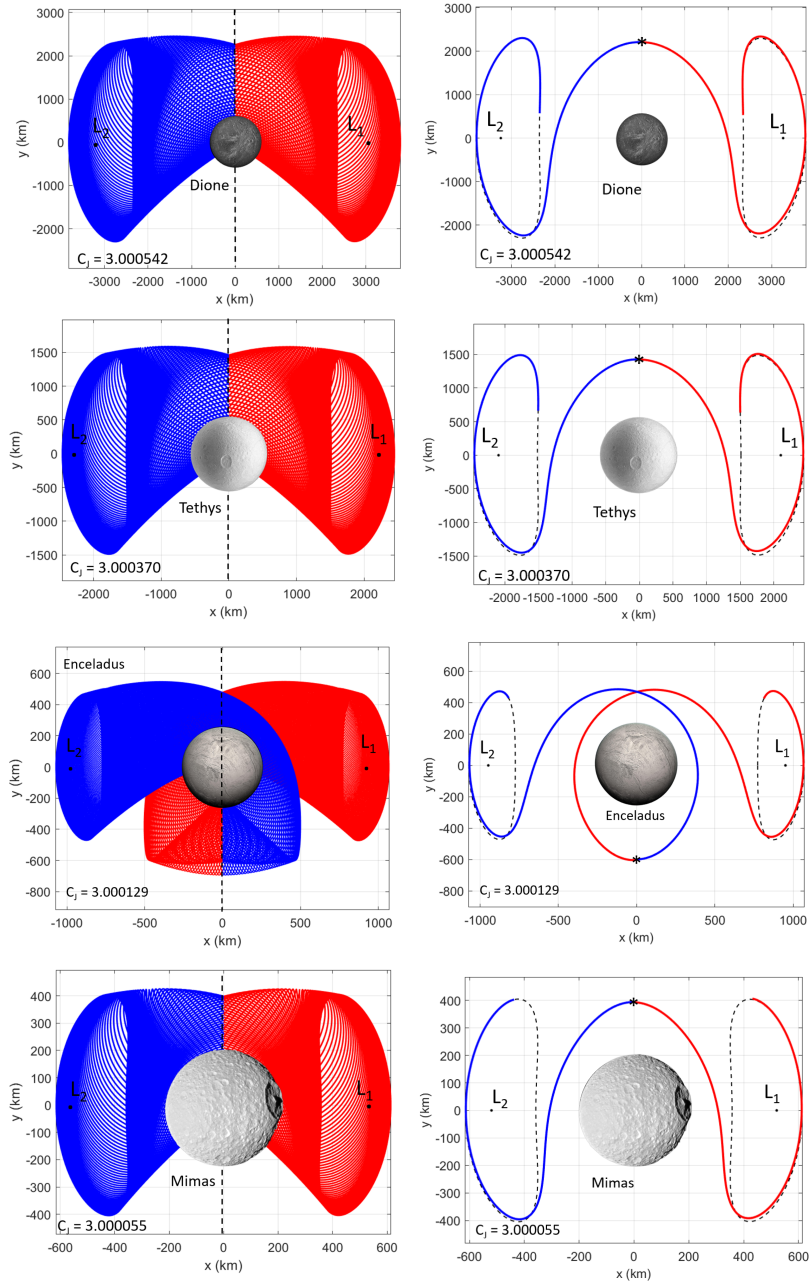 3000
2000
1000
0
-1000
-2000
y (km)
L2
L1
Dione
CJ = 3.000542
-3000 -2000 -1000 0 1000 2000 3000
x (km)
3000
2000
1000
0
-1000
-2000
y (km)
L2
L1
Dione
CJ = 3.000542
-3000 -2000 -1000 0 1000 2000 3000
x (km)
1500
1000
500
0
-500
-1000
-1500
y (km)
L2
L1
Tethys
CJ = 3.000370
-2000 -1000 0 1000 2000
x (km)
1500
1000
500
0
-500
-1000
-1500
y (km)
L2
L1
Tethys
CJ = 3.000370
-2000 -1500 -1000 -500 0 500 1000 1500 2000
x (km)
Enceladus
600
400
200
0
-200
-400
-600
-800
y (km)
L2
L1
CJ = 3.000129
-1000 -500 0 500 1000
x (km)
600
400
200
0
-200
-400
-600
-800
y (km)
L2
L1
Enceladus
CJ = 3.000129
-1000 -500 0 500 1000
x (km)
400
300
200
100
0
-100
-200
-300
-400
y (km)
L2
L1
Mimas
CJ = 3.000055
-600 -400 -200 0 200 400 600
x (km)
400
300
200
100
0
-100
-200
-300
-400
y (km)
L2
L1
Mimas
CJ = 3.000055
-600 -400 -200 0 200 400 600
x (km)